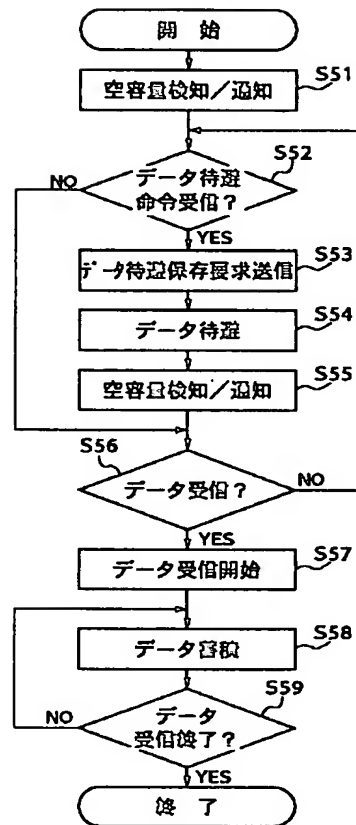 開 始
空容量検知／通知
S51
S52
データ待避
命令受信？
NO
YES
データ待避保存要求送信
S53
データ待避
S54
空容量検知／通知
S55
S56
データ受信？
NO
YES
データ受信開始
S57
データ蓄積
S58
S59
データ
受信終了？
NO
YES
終 了